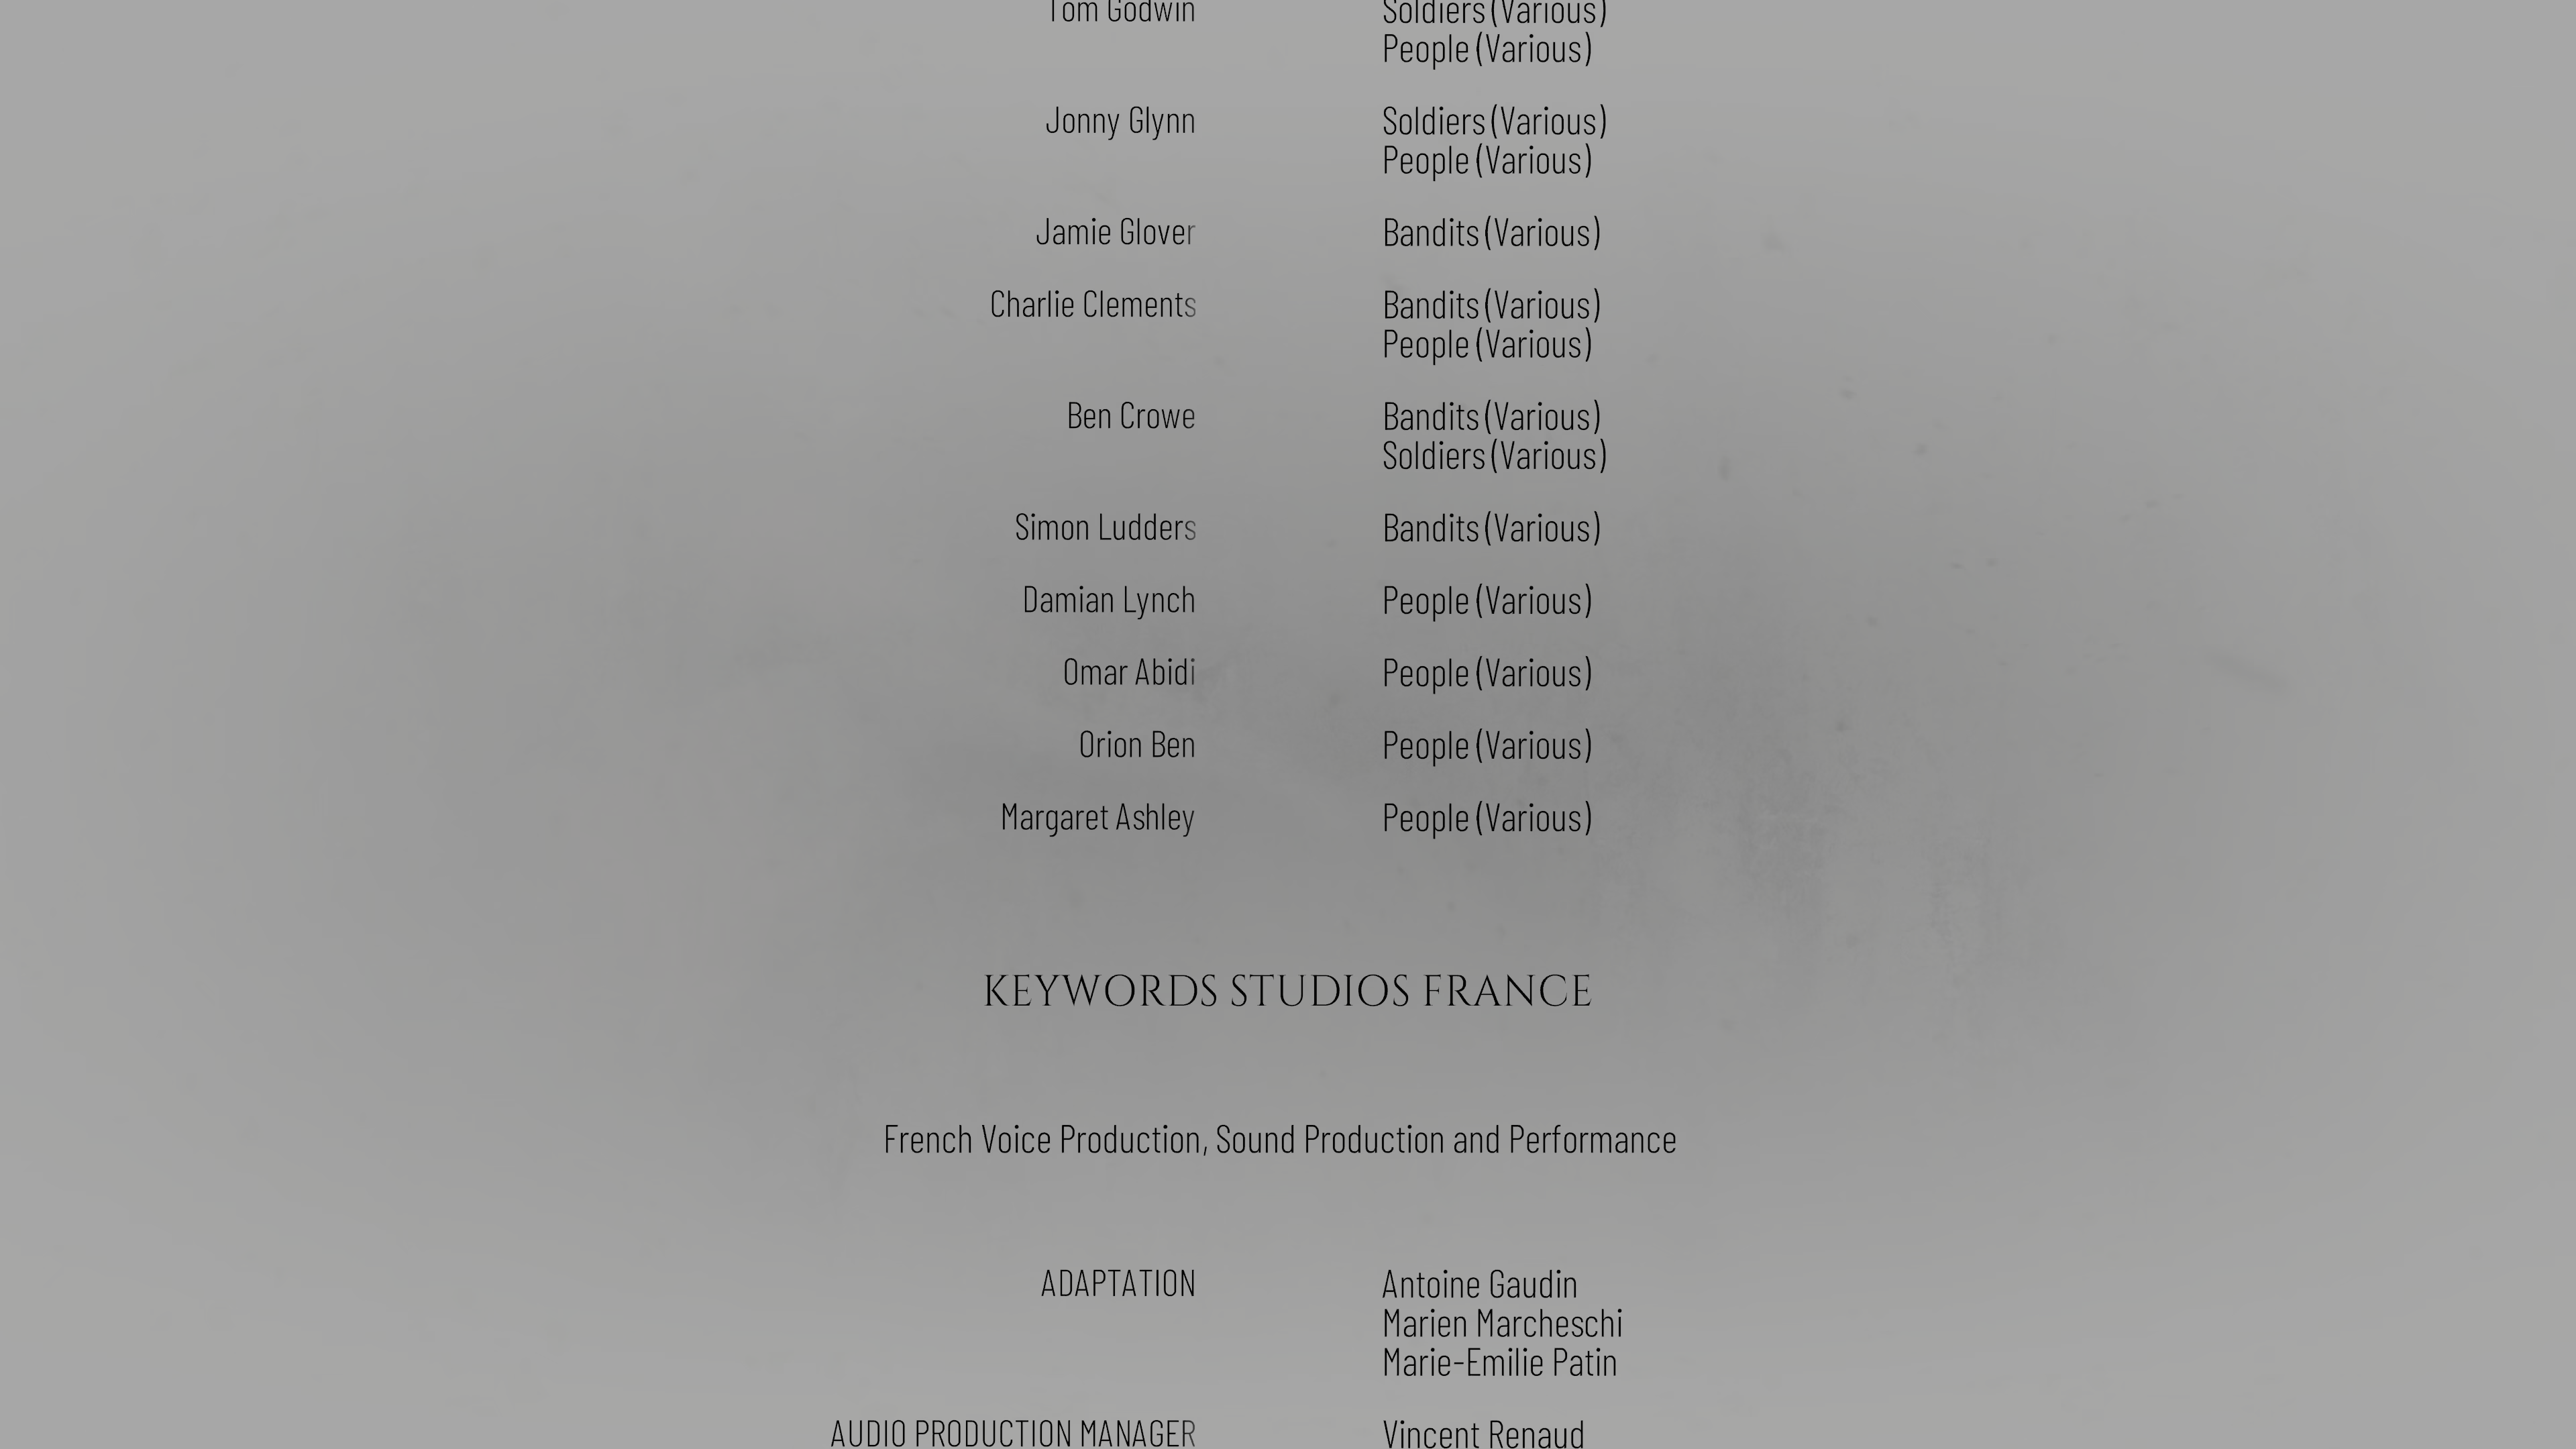 Tom Godwin Soldiers (Various)
People (Various)
Jonny Glynn Soldiers (Various)
People (Various)
Jamie Glover Bandits (Various)
Charlie Clements Bandits (Various)
People (Various)
Ben Crowe Bandits (Various)
Soldiers (Various)
Simon Ludders Bandits (Various)
Damian Lynch People (Various)
Omar Abidi People (Various)
Orion Ben People (Various)
Margaret Ashley People (Various)
KEYWORDS STUDIOS FRANCE
French Voice Production, Sound Production and Performance
ADAPTATION Antoine Gaudin
Marien Marcheschi
Marie-Emilie Patin
AUDIO PRODUCTION MANAGER Vincent Renaud